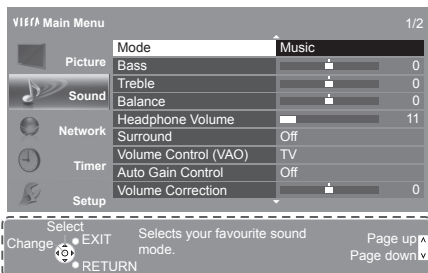 VIERA Main Menu 1/2
Picture
Sound
Network
Timer
Setup
Mode Music
Bass 0
Treble 0
Balance 0
Headphone Volume 11
Surround Off
Volume Control (VAO) TV
Auto Gain Control Off
Volume Correction 0
Select
Change
EXIT
RETURN
Selects your favourite sound
mode.
Page up
Page down